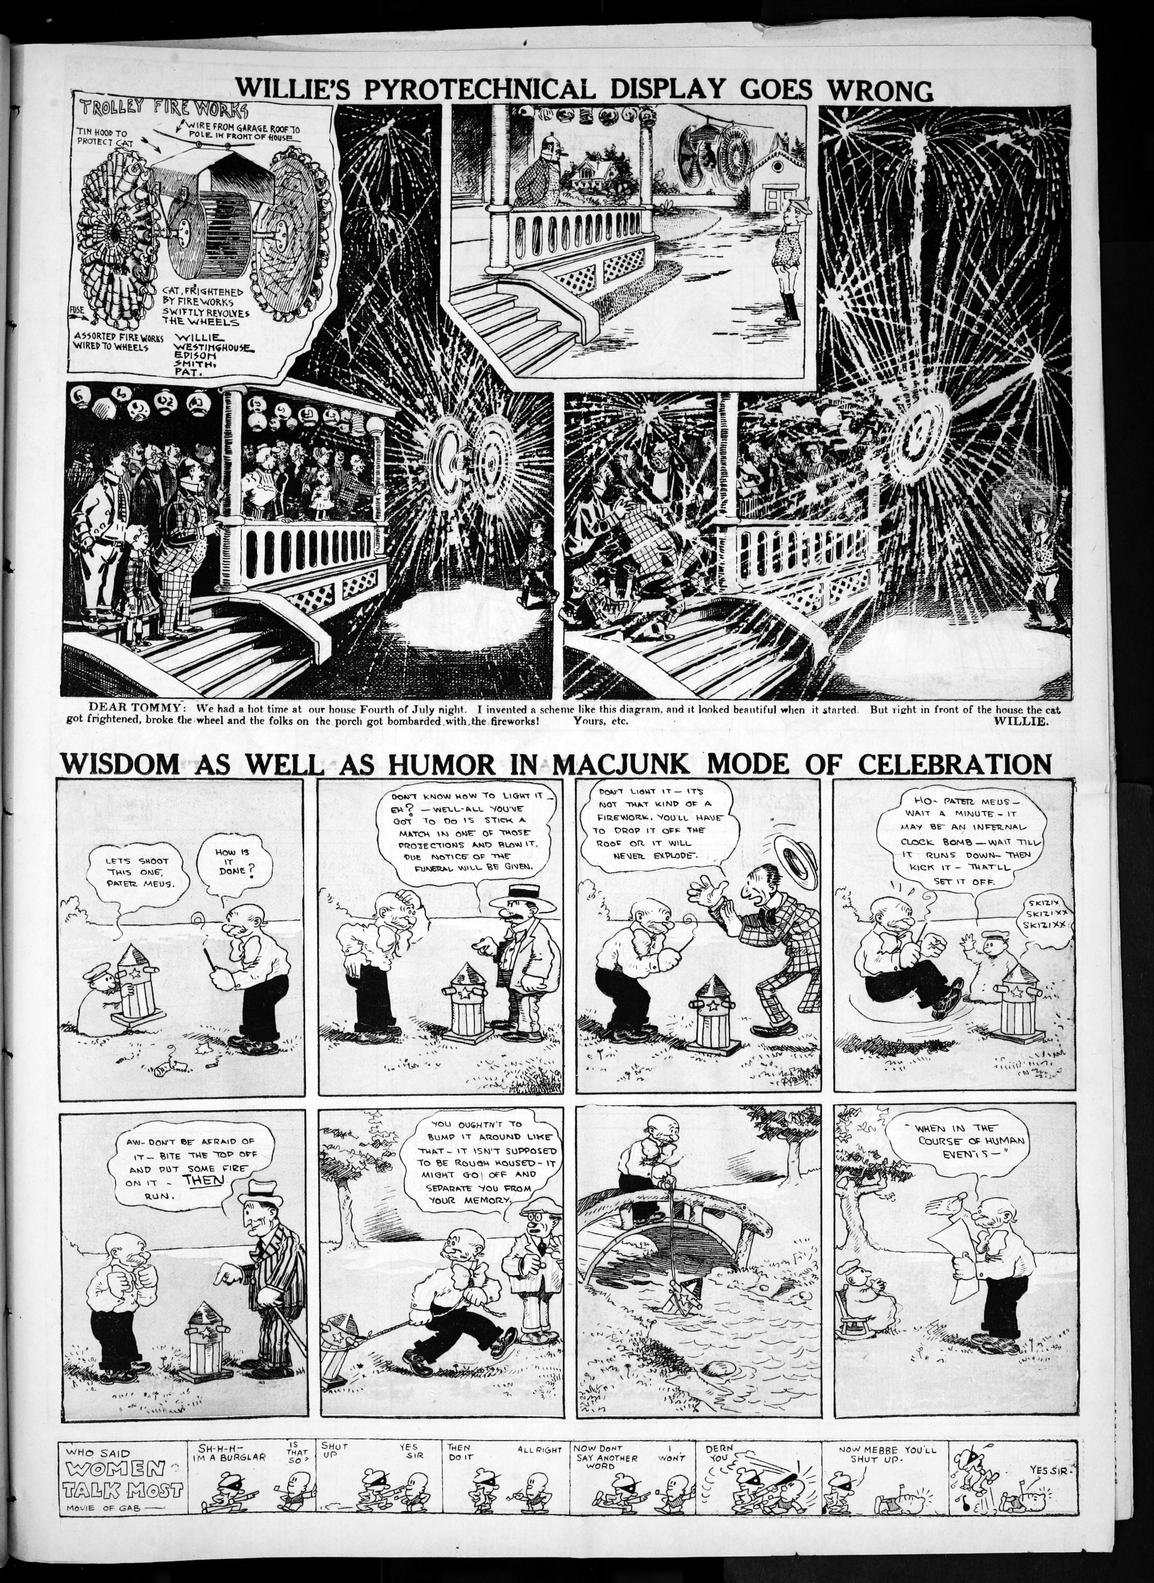 WILLIE'S PYROTECHNICAL DISPLAY GOES WRONG
TROLLEY FIRE WORKS
TIN HOOD TO
PROTECT CAT
WIRE FROM GARAGE ROOF TO
POLE IN FRONT OF HOUSE
CAT, FRIGHTENED
BY FIREWORKS
SWIFTLY REVOLVES
THE WHEELS
FUSE
ASSORTED FIRE WORKS
WIRED TO WHEELS
WILLIE
WESTINGHOUSE
EDISON
SMITH,
PAT.
DEAR TOMMY: We had a hot time at our house Fourth of July night. I invented a scheme like this diagram, and it looked beautiful when it started. But right in front of the house the cat
got frightened, broke the wheel and the folks on the porch got bombarded with the fireworks! Yours, etc. WILLIE.
WISDOM AS WELL AS HUMOR IN MACJUNK MODE OF CELEBRATION
LET'S SHOOT
THIS ONE,
PATER MEUS.
HOW IS
IT
DONE?
DON'T KNOW HOW TO LIGHT IT
EH? — WELL-ALL YOU'VE
GOT TO DO IS STICK A
MATCH IN ONE OF THOSE
PROJECTIONS AND BLOW IT.
DUE NOTICE OF THE
FUNERAL WILL BE GIVEN.
DON'T LIGHT IT — IT'S
NOT THAT KIND OF A
FIREWORK. YOU'LL HAVE
TO DROP IT OFF THE
ROOF OR IT WILL
NEVER EXPLODE.
HO- PATER MEUS —
WAIT A MINUTE — IT
MAY BE AN INFERNAL
CLOCK BOMB — WAIT TILL
IT RUNS DOWN- THEN
KICK IT - THAT'LL
SET IT OFF.
SKIZIX
SKIZIXX
SKIZIXX
AW- DON'T BE AFRAID OF
IT — BITE THE TOP OFF
AND PUT SOME FIRE
ON IT - THEN
RUN.
YOU OUGHTN'T TO
BUMP IT AROUND LIKE
THAT — IT ISN'T SUPPOSED
TO BE ROUGH HOUSED — IT
MIGHT GO OFF AND
SEPARATE YOU FROM
YOUR MEMORY.
"WHEN IN THE
COURSE OF HUMAN
EVENTS —"
WHO SAID
WOMEN
TALK MOST?
MOVIE OF GAB —
SH-H-H-
IM A BURGLAR
IS
THAT
SO?
SHUT
UP
YES
SIR
THEN
DO IT
ALL RIGHT
NOW DONT
SAY ANOTHER
WORD
I
WON'T
DERN
YOU
NOW MEBBE YOU'LL
SHUT UP.
YES SIR.